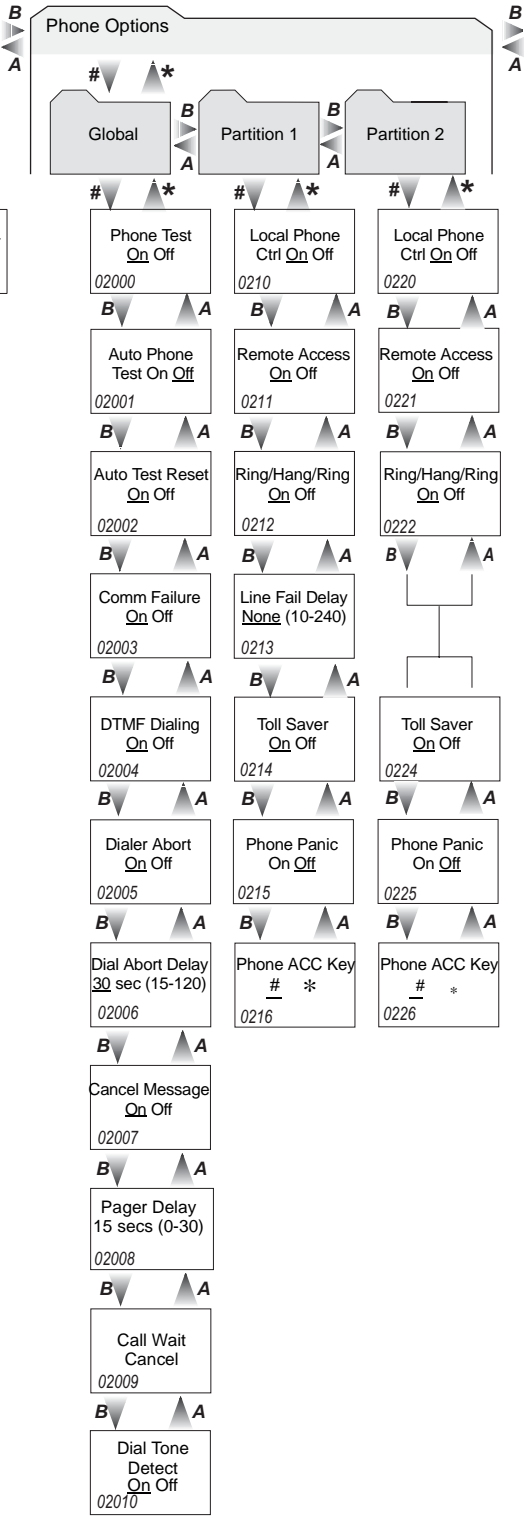 B
A
Phone Options
B
A
#
*
Global
B
A
Partition 1
B
A
Partition 2
#
*
Phone Test
On Off
02000
B
A
Auto Phone
Test On Off
02001
B
A
Auto Test Reset
On Off
02002
B
A
Comm Failure
On Off
02003
B
A
DTMF Dialing
On Off
02004
B
A
Dialer Abort
On Off
02005
B
A
Dial Abort Delay
30 sec (15-120)
02006
B
A
Cancel Message
On Off
02007
B
A
Pager Delay
15 secs (0-30)
02008
B
A
Call Wait
Cancel
02009
B
A
Dial Tone
Detect
On Off
02010
#
*
Local Phone
Ctrl On Off
0210
B
A
Remote Access
On Off
0211
B
A
Ring/Hang/Ring
On Off
0212
B
A
Line Fail Delay
None (10-240)
0213
B
A
Toll Saver
On Off
0214
B
A
Phone Panic
On Off
0215
B
A
Phone ACC Key
# *
0216
#
*
Local Phone
Ctrl On Off
0220
B
A
Remote Access
On Off
0221
B
A
Ring/Hang/Ring
On Off
0222
B
A
Toll Saver
On Off
0224
B
A
Phone Panic
On Off
0225
B
A
Phone ACC Key
# *
0226